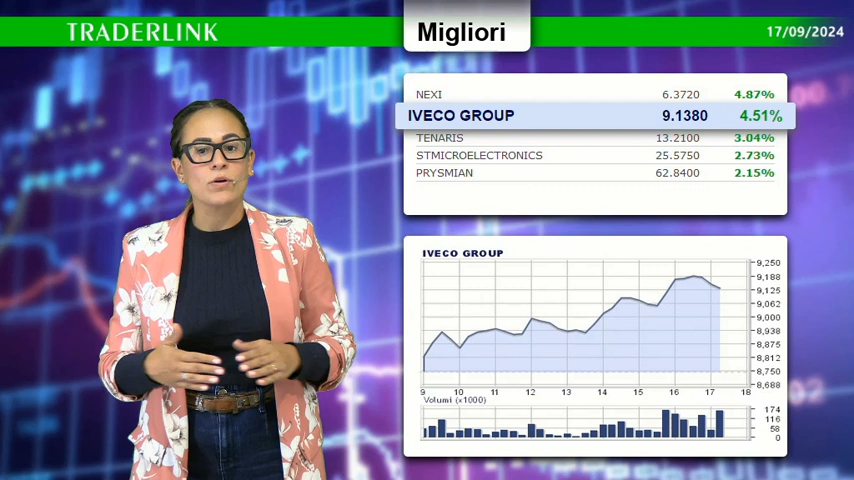 TRADERLINK
Migliori
17/09/2024
NEXI 6.3720 4.87%
IVECO GROUP 9.1380 4.51%
TENARIS 13.2100 3.04%
STMICROELECTRONICS 25.5750 2.73%
PRYSMIAN 62.8400 2.15%
IVECO GROUP
9,250
9,188
9,125
9,062
9,000
8,938
8,875
8,812
8,750
8,688
9 10 11 12 13 14 15 16 17 18
Volumi (x1000)
174
116
58
0